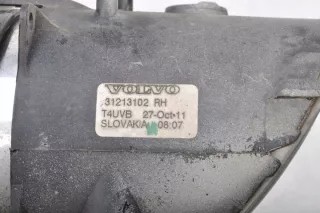 VOLVO
31213102 RH
T4UVB 27-Oct-11
SLOVAKIA 08:07